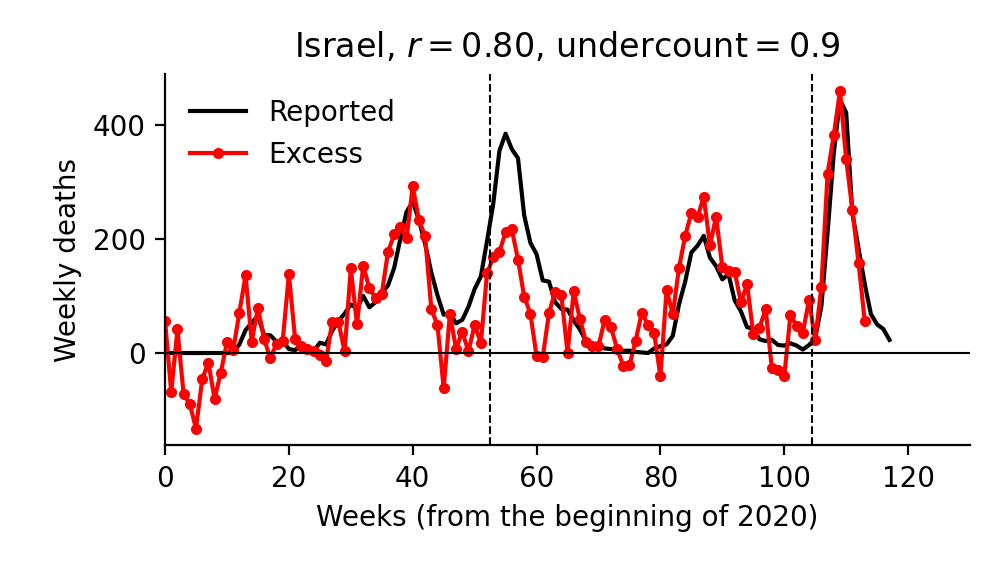 Israel, r = 0.80, undercount = 0.9
Reported
Excess
Weekly deaths
400
200
0
0 20 40 60 80 100 120
Weeks (from the beginning of 2020)